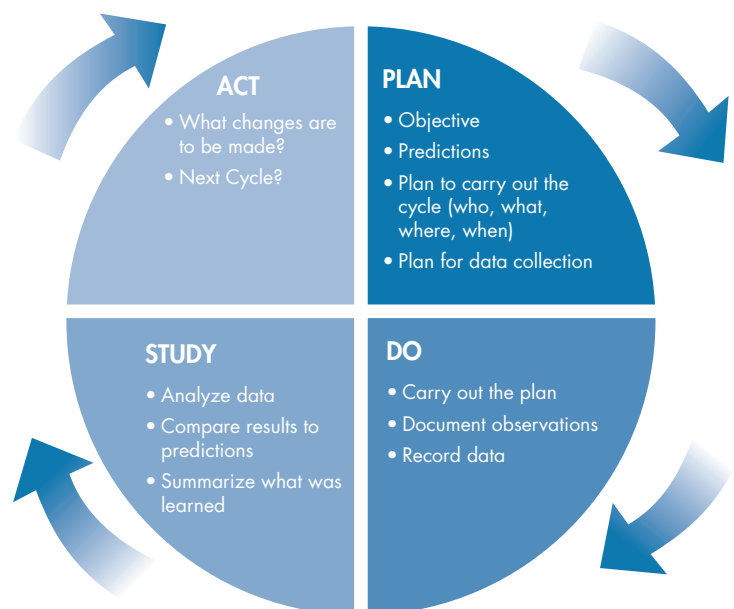 ACT
• What changes are
to be made?
• Next Cycle?
PLAN
• Objective
• Predictions
• Plan to carry out the
cycle (who, what,
where, when)
• Plan for data collection
STUDY
• Analyze data
• Compare results to
predictions
• Summarize what was
learned
DO
• Carry out the plan
• Document observations
• Record data